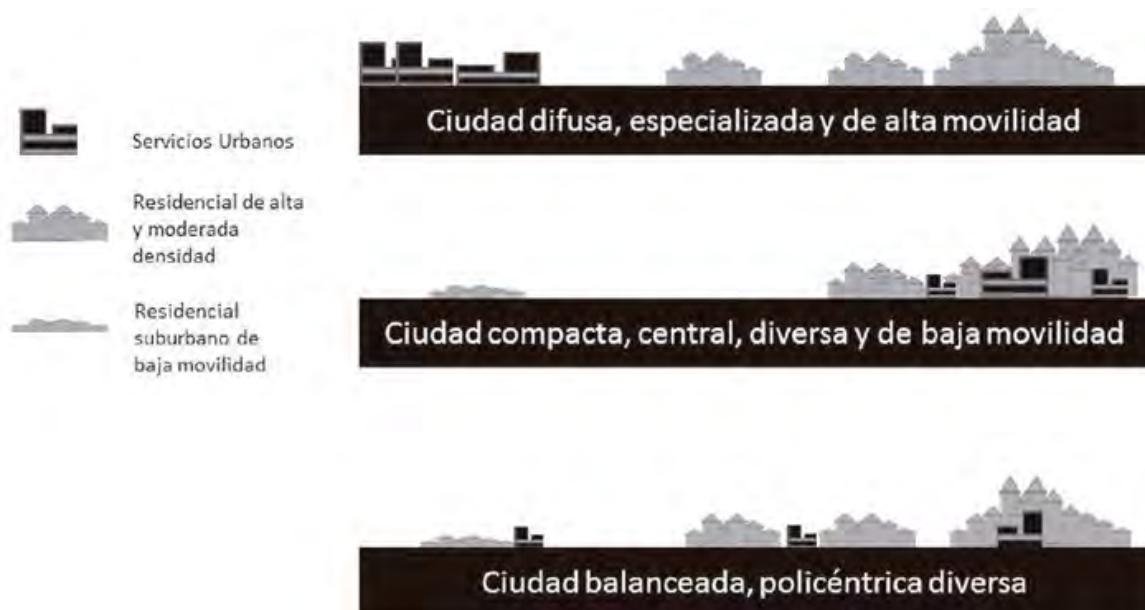 Servicios Urbanos
Residencial de alta
y moderada
densidad
Residencial
suburbano de
baja movilidad
Ciudad difusa, especializada y de alta movilidad
Ciudad compacta, central, diversa y de baja movilidad
Ciudad balanceada, policéntrica diversa